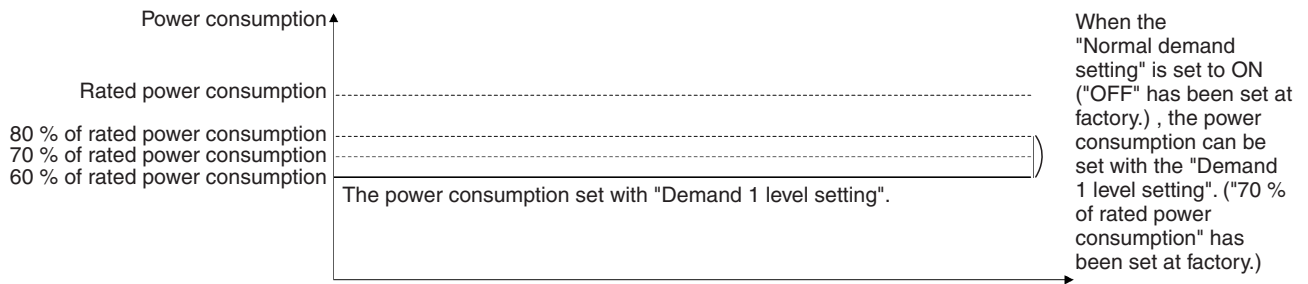 Power consumption
Rated power consumption
80 % of rated power consumption
70 % of rated power consumption
60 % of rated power consumption
The power consumption set with "Demand 1 level setting".
When the
"Normal demand
setting" is set to ON
("OFF" has been set at
factory.) , the power
consumption can be
set with the "Demand
1 level setting". ("70 %
of rated power
consumption" has
been set at factory.)